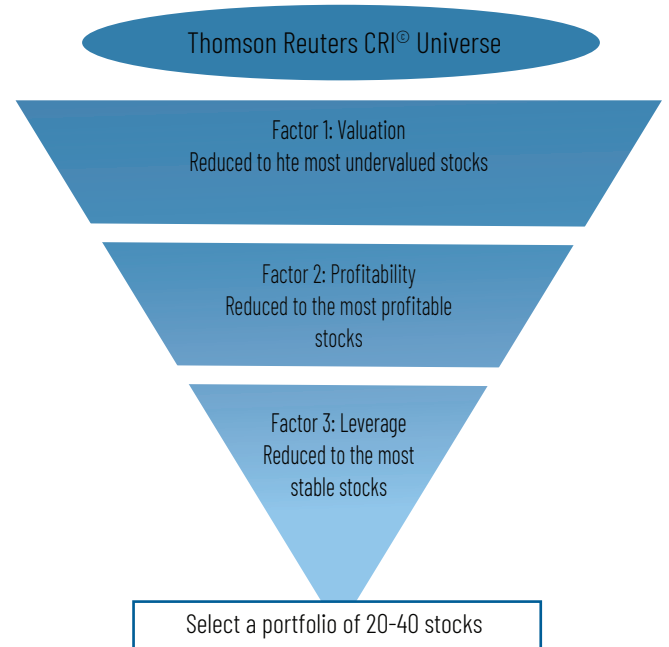 Thomson Reuters CRI© Universe
Factor 1: Valuation
Reduced to hte most undervalued stocks
Factor 2: Profitability
Reduced to the most profitable
stocks
Factor 3: Leverage
Reduced to the most
stable stocks
Select a portfolio of 20-40 stocks